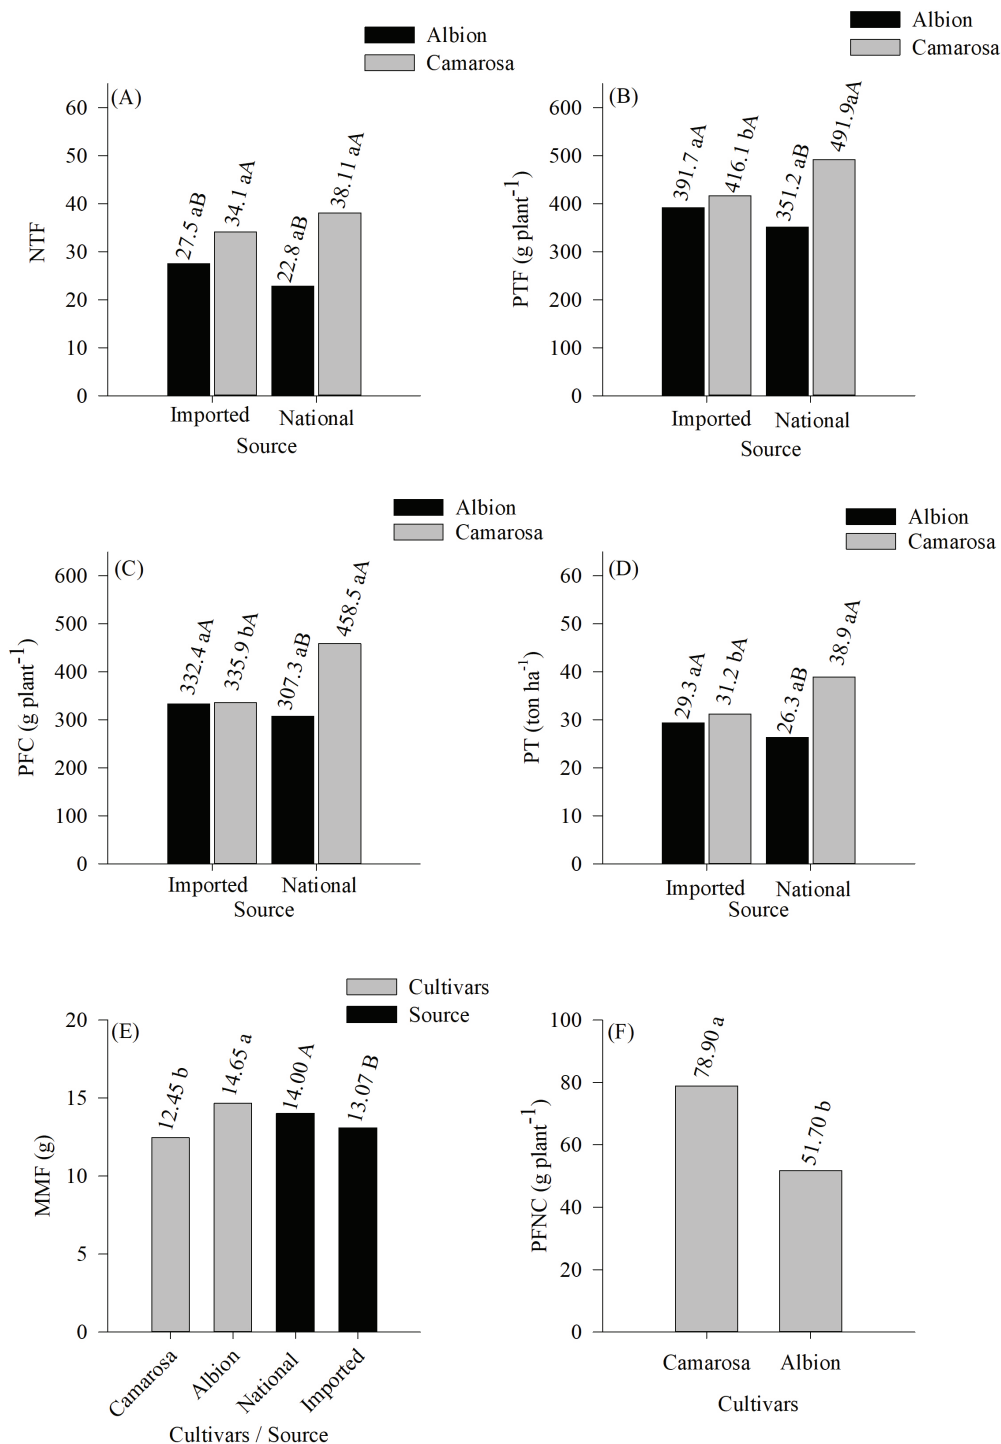 Albion
Camarosa
(A)
60
50
40
30
20
10
0
NTF
27.5 aB
34.1 aA
22.8 aB
38.11 aA
Imported
National
Source
Albion
Camarosa
(B)
600
500
400
300
200
100
0
PTF (g plant-1)
391.7 aA
416.1 bA
351.2 aB
491.9aA
Imported
National
Source
Albion
Camarosa
(C)
600
500
400
300
200
100
0
PFC (g plant-1)
332.4 aA
335.9 bA
307.3 aB
458.5 aA
Imported
National
Source
Albion
Camarosa
(D)
60
50
40
30
20
10
0
PT (ton ha-1)
29.3 aA
31.2 bA
26.3 aB
38.9 aA
Imported
National
Source
Cultivars
Source
(E)
20
15
10
5
0
MMF (g)
12.45 b
14.65 a
14.00 A
13.07 B
Camarosa
Albion
National
Imported
Cultivars / Source
(F)
100
80
60
40
20
0
PFNC (g plant-1)
78.90 a
51.70 b
Camarosa
Albion
Cultivars